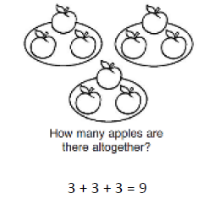 How many apples are
there altogether?
3 + 3 + 3 = 9